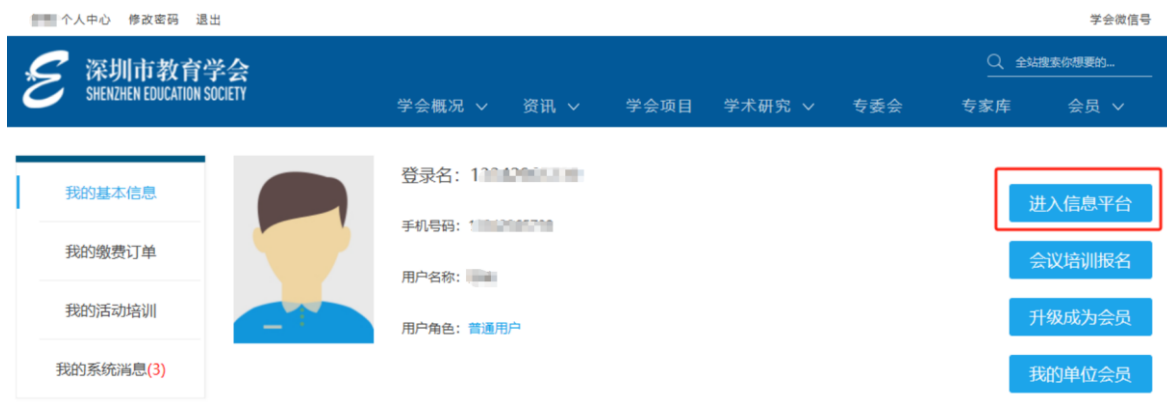 个人中心 修改密码 退出 学会微信号
深圳市教育学会
SHENZHEN EDUCATION SOCIETY
全站搜索你想要的...
学会概况 资讯 学会项目 学术研究 专委会 专家库 会员
我的基本信息
我的缴费订单
我的活动培训
我的系统消息(3)
登录名：
手机号码：
用户名称：
用户角色：普通用户
进入信息平台
会议培训报名
升级成为会员
我的单位会员